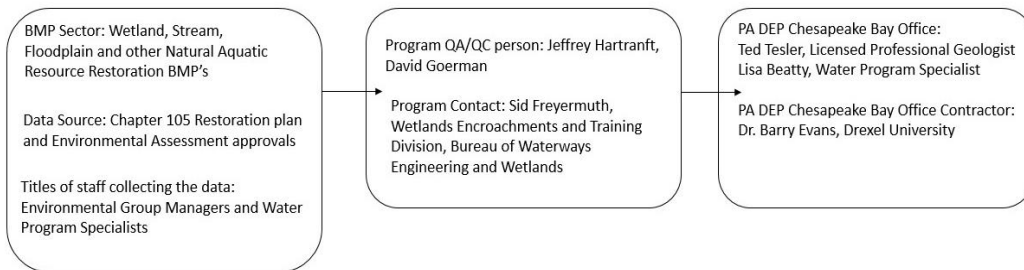 BMP Sector: Wetland, Stream,
Floodplain and other Natural Aquatic
Resource Restoration BMP's
Data Source: Chapter 105 Restoration plan
and Environmental Assessment approvals
Titles of staff collecting the data:
Environmental Group Managers and Water
Program Specialists
Program QA/QC person: Jeffrey Hartranft,
David Goerman
Program Contact: Sid Freyermuth,
Wetlands Encroachments and Training
Division, Bureau of Waterways
Engineering and Wetlands
PA DEP Chesapeake Bay Office:
Ted Tesler, Licensed Professional Geologist
Lisa Beatty, Water Program Specialist
PA DEP Chesapeake Bay Office Contractor:
Dr. Barry Evans, Drexel University